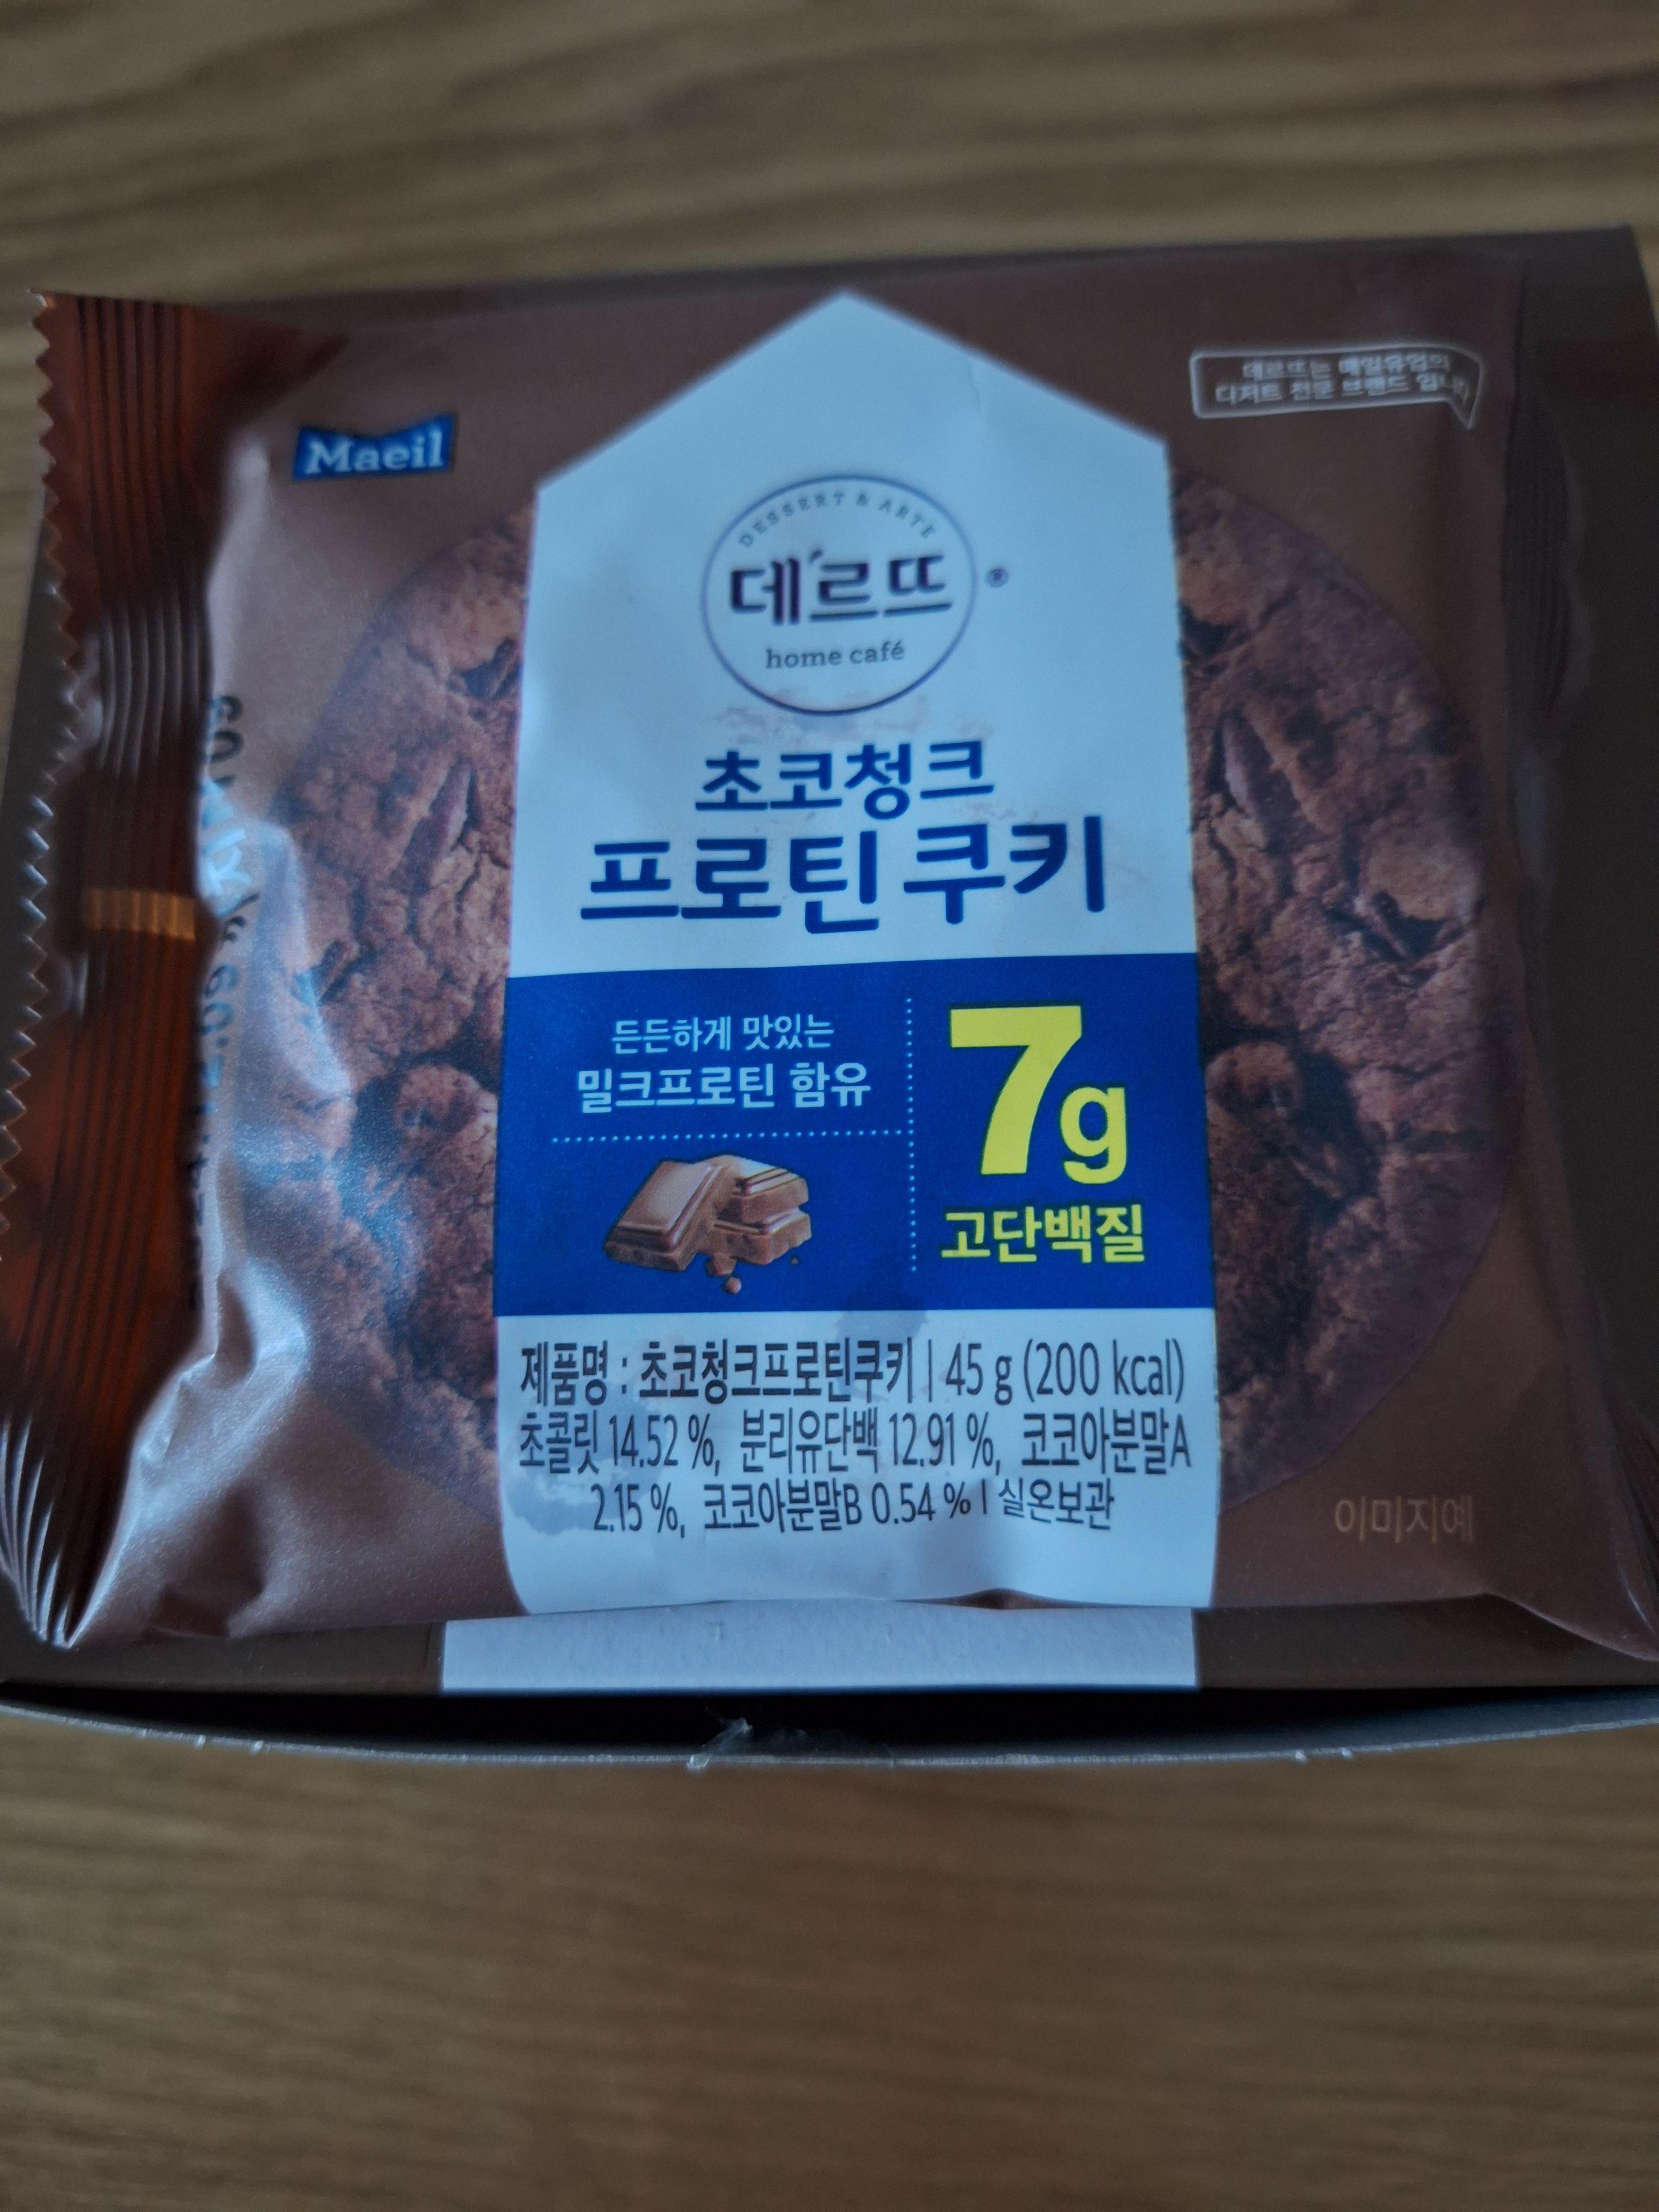 Maeil
데르뜨는 매일유업의
디저트 전문 브랜드 입니다
DESSERT & ARTE
데르뜨®
home café
초코청크
프로틴 쿠키
든든하게 맛있는
밀크프로틴 함유
7g
고단백질
제품명 : 초코청크프로틴쿠키 | 45 g (200 kcal)
초콜릿 14.52 %, 분리유단백 12.91 %, 코코아분말A
2.15 %, 코코아분말B 0.54 % | 실온보관
이미지예